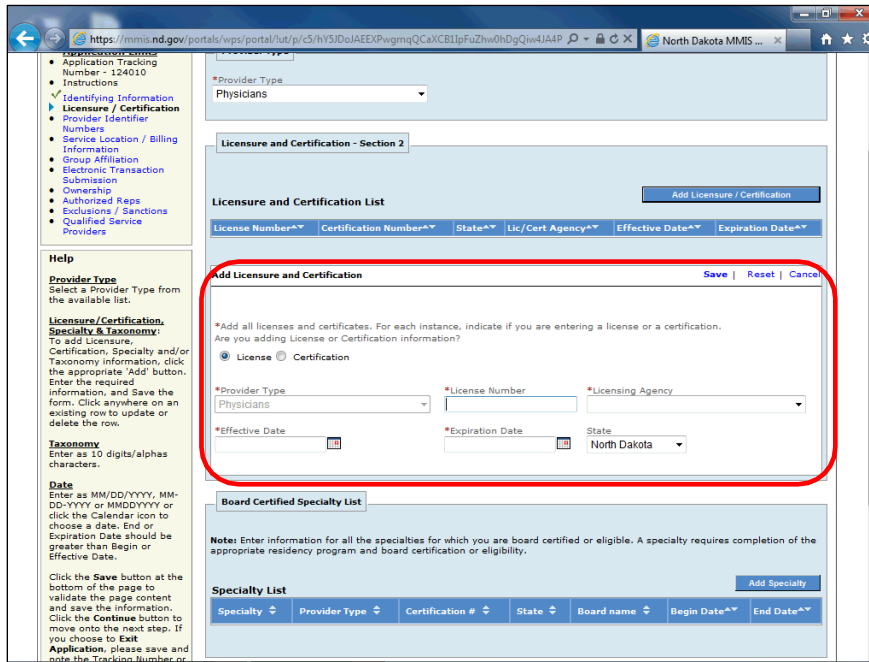 https://mmis.nd.gov/portals/wps/portal/!ut/p/c5/hY5JDoJAEEXPwgmqQCaXCB1IpFuZhw0hDgQiw4JA4P
North Dakota MMIS ...
Application Links
• Application Tracking
Number - 124010
• Instructions
Identifying Information
Licensure / Certification
• Provider Identifier
Numbers
• Service Location / Billing
Information
• Group Affiliation
• Electronic Transaction
Submission
• Ownership
• Authorized Reps
• Exclusions / Sanctions
• Qualified Service
Providers
Help
Provider Type
Select a Provider Type from
the available list.
Licensure/Certification,
Specialty & Taxonomy:
To add Licensure,
Certification, Specialty and/or
Taxonomy information, click
the appropriate 'Add' button.
Enter the required
information, and Save the
form. Click anywhere on an
existing row to update or
delete the row.
Taxonomy
Enter as 10 digits/alphas
characters.
Date
Enter as MM/DD/YYYY, MM-
DD-YYYY or MMDDYYYY or
click the Calendar icon to
choose a date. End or
Expiration Date should be
greater than Begin or
Effective Date.
Click the Save button at the
bottom of the page to
validate the page content
and save the information.
Click the Continue button to
move onto the next step. If
you choose to Exit
Application, please save and
note the Tracking Number or
Provider Type
*Provider Type
Physicians
Licensure and Certification - Section 2
Add Licensure / Certification
Licensure and Certification List
License Number Certification Number State Lic/Cert Agency Effective Date Expiration Date
Add Licensure and Certification Save | Reset | Cancel
*Add all licenses and certificates. For each instance, indicate if you are entering a license or a certification.
Are you adding License or Certification information?
License Certification
*Provider Type *License Number *Licensing Agency
Physicians
*Effective Date *Expiration Date State
North Dakota
Board Certified Specialty List
Note: Enter information for all the specialties for which you are board certified or eligible. A specialty requires completion of the
appropriate residency program and board certification or eligibility.
Add Specialty
Specialty List
Specialty Provider Type Certification # State Board name Begin Date End Date